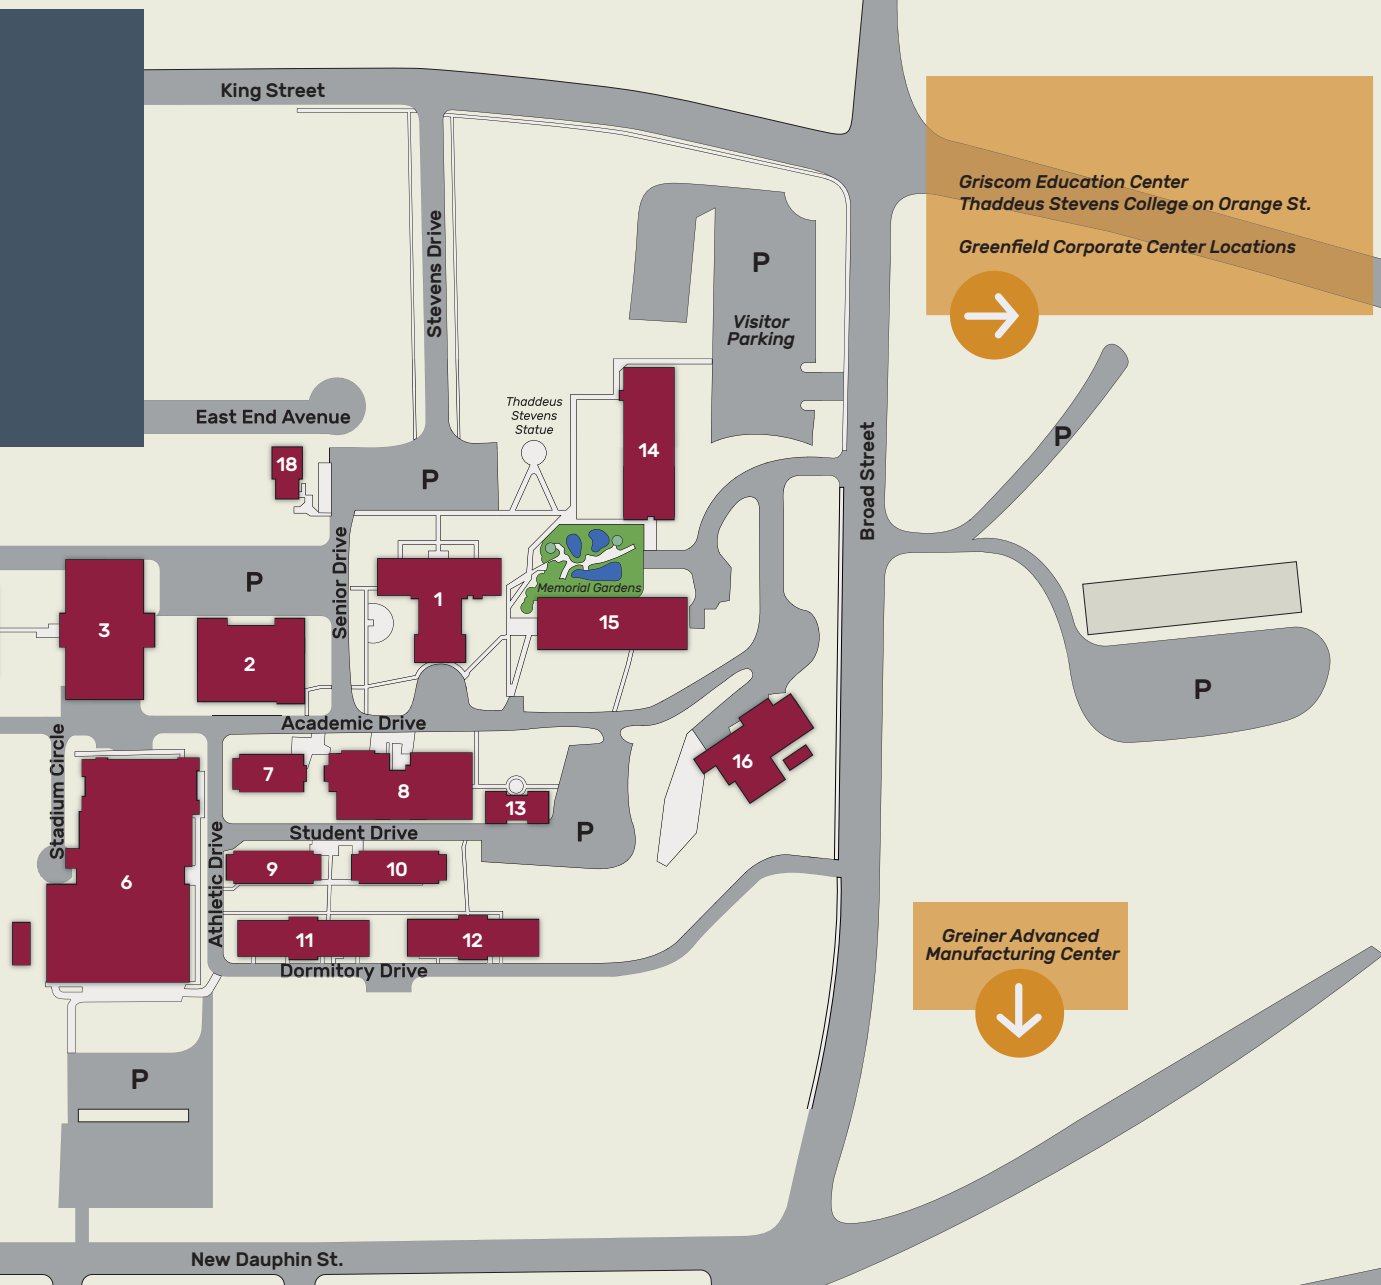 King Street
Griscom Education Center
Thaddeus Stevens College on Orange St.
Greenfield Corporate Center Locations
Stevens Drive
P
Visitor
Parking
East End Avenue
Thaddeus
Stevens
Statue
14
P
Broad Street
18
P
Senior Drive
P
Memorial Gardens
1
15
3
2
P
Academic Drive
Stadium Circle
7
8
16
13
Student Drive
P
Athletic Drive
9
10
6
11
12
Greiner Advanced
Manufacturing Center
Dormitory Drive
P
New Dauphin St.